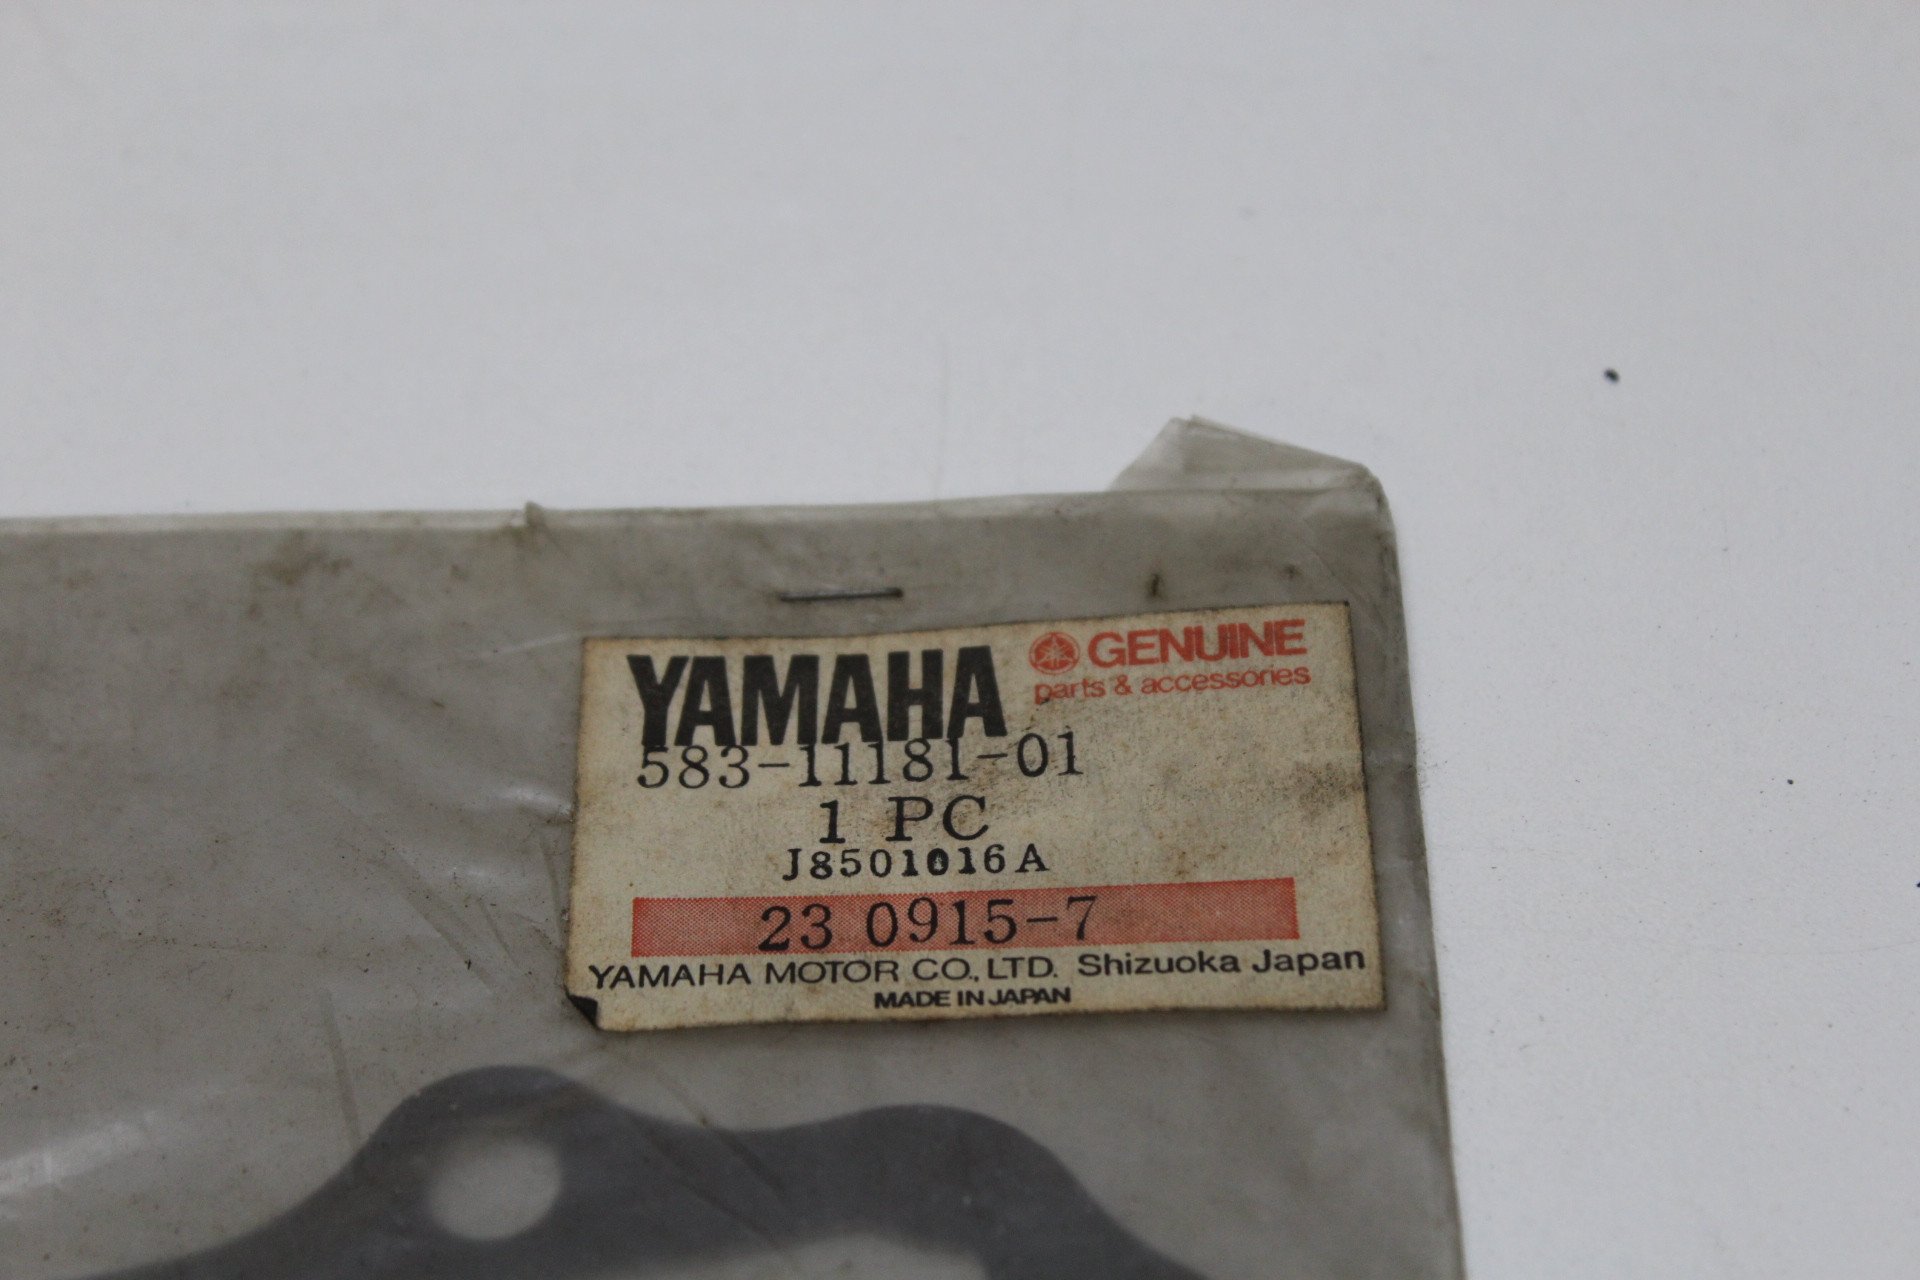 YAMAHA GENUINE
parts & accessories
583-11181-01
1 PC
J8501016A
23 0915-7
YAMAHA MOTOR CO., LTD. Shizuoka Japan
MADE IN JAPAN